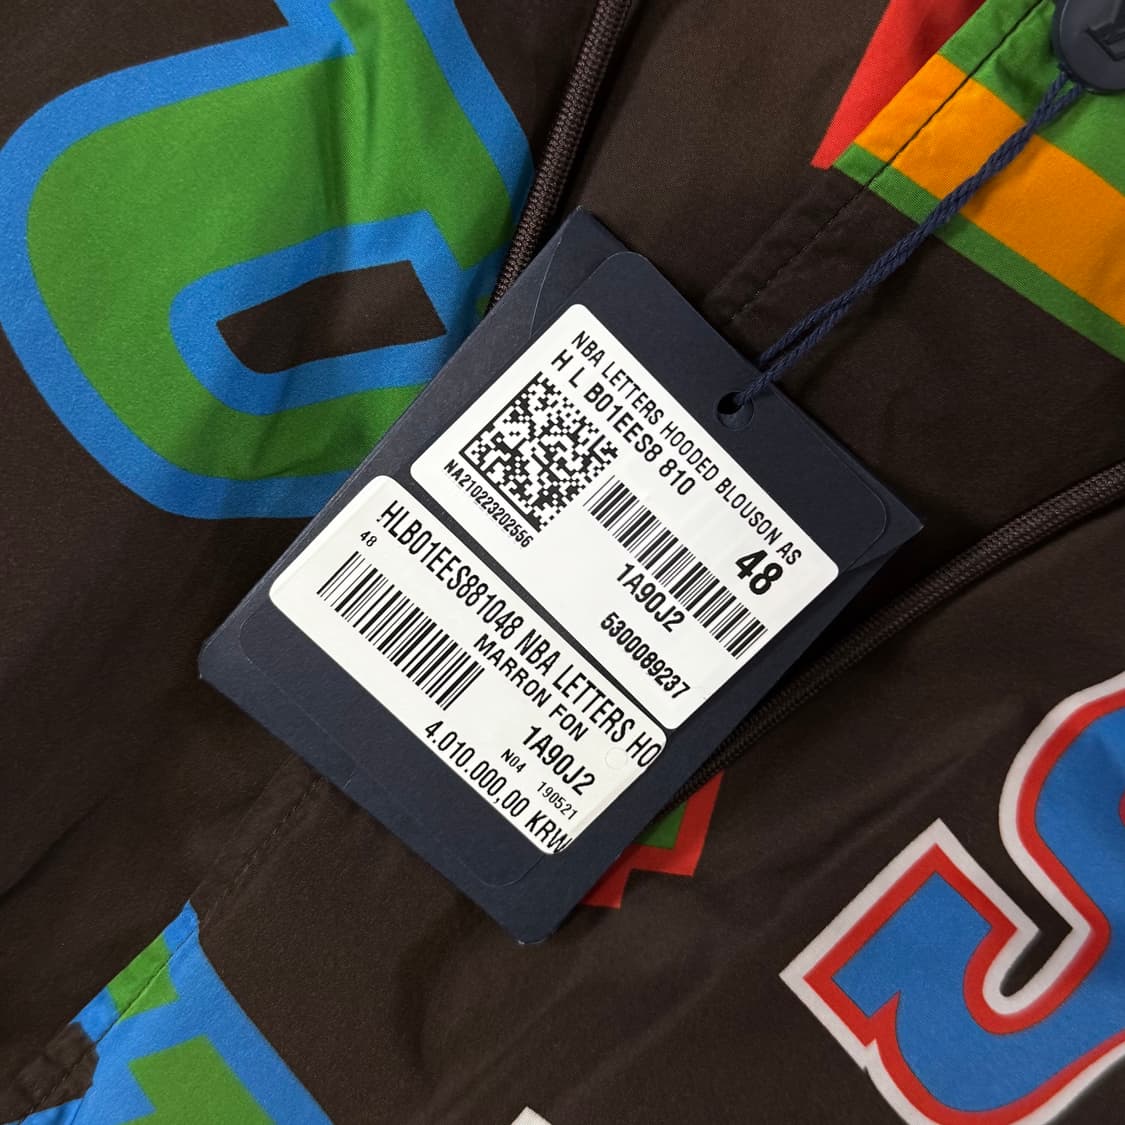 NBA LETTERS HOODED BLOUSON AS
H L B01EES8 810
48
NA210223202556
1A90J2
5300089237
HLB01EES881048 NBA LETTERS HO
48
MARRON FON
1A90J2
N04 190521
4.010.000,00 KRW